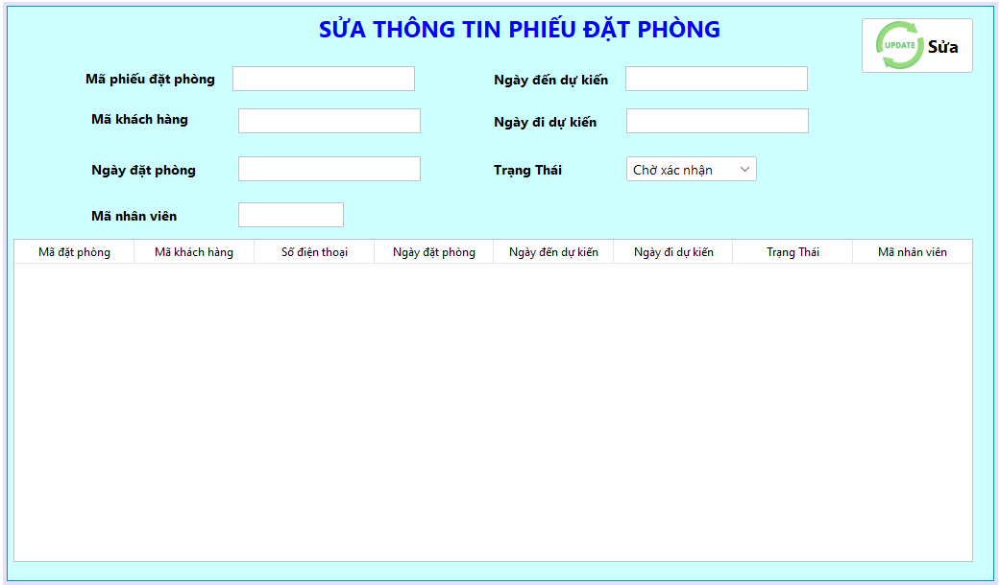 SỬA THÔNG TIN PHIẾU ĐẶT PHÒNG
UPDATE Sửa
Mã phiếu đặt phòng Ngày đến dự kiến
Mã khách hàng Ngày đi dự kiến
Ngày đặt phòng Trạng Thái Chờ xác nhận
Mã nhân viên
Mã đặt phòng Mã khách hàng Số điện thoại Ngày đặt phòng Ngày đến dự kiến Ngày đi dự kiến Trạng Thái Mã nhân viên